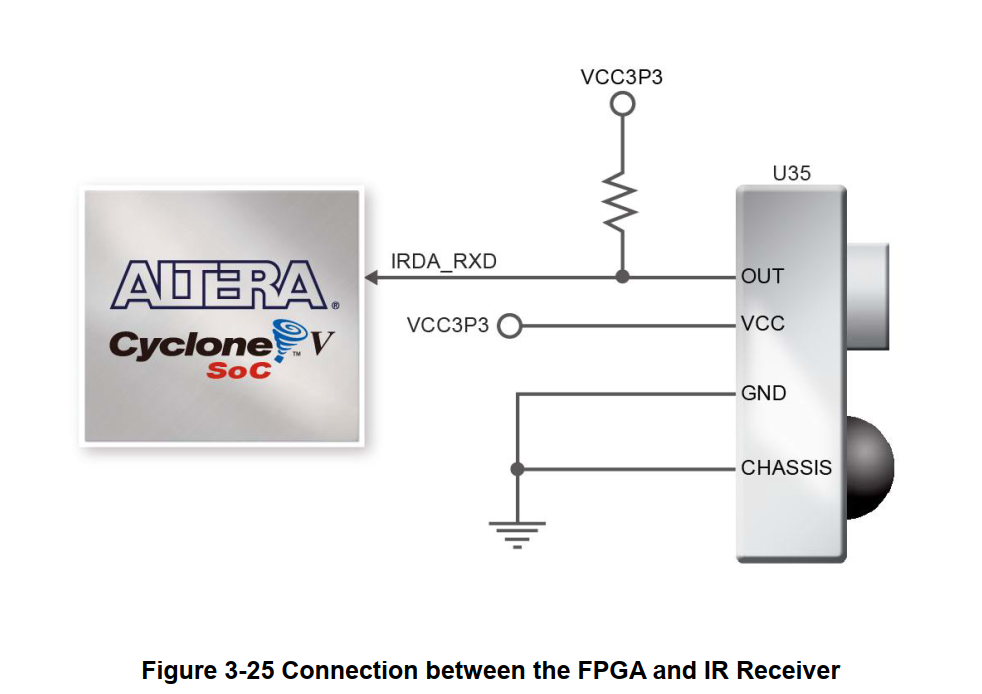 VCC3P3
U35
IRDA_RXD
OUT
ALTERA®
VCC3P3
VCC
Cyclone™ V
SoC
GND
CHASSIS
Figure 3-25 Connection between the FPGA and IR Receiver